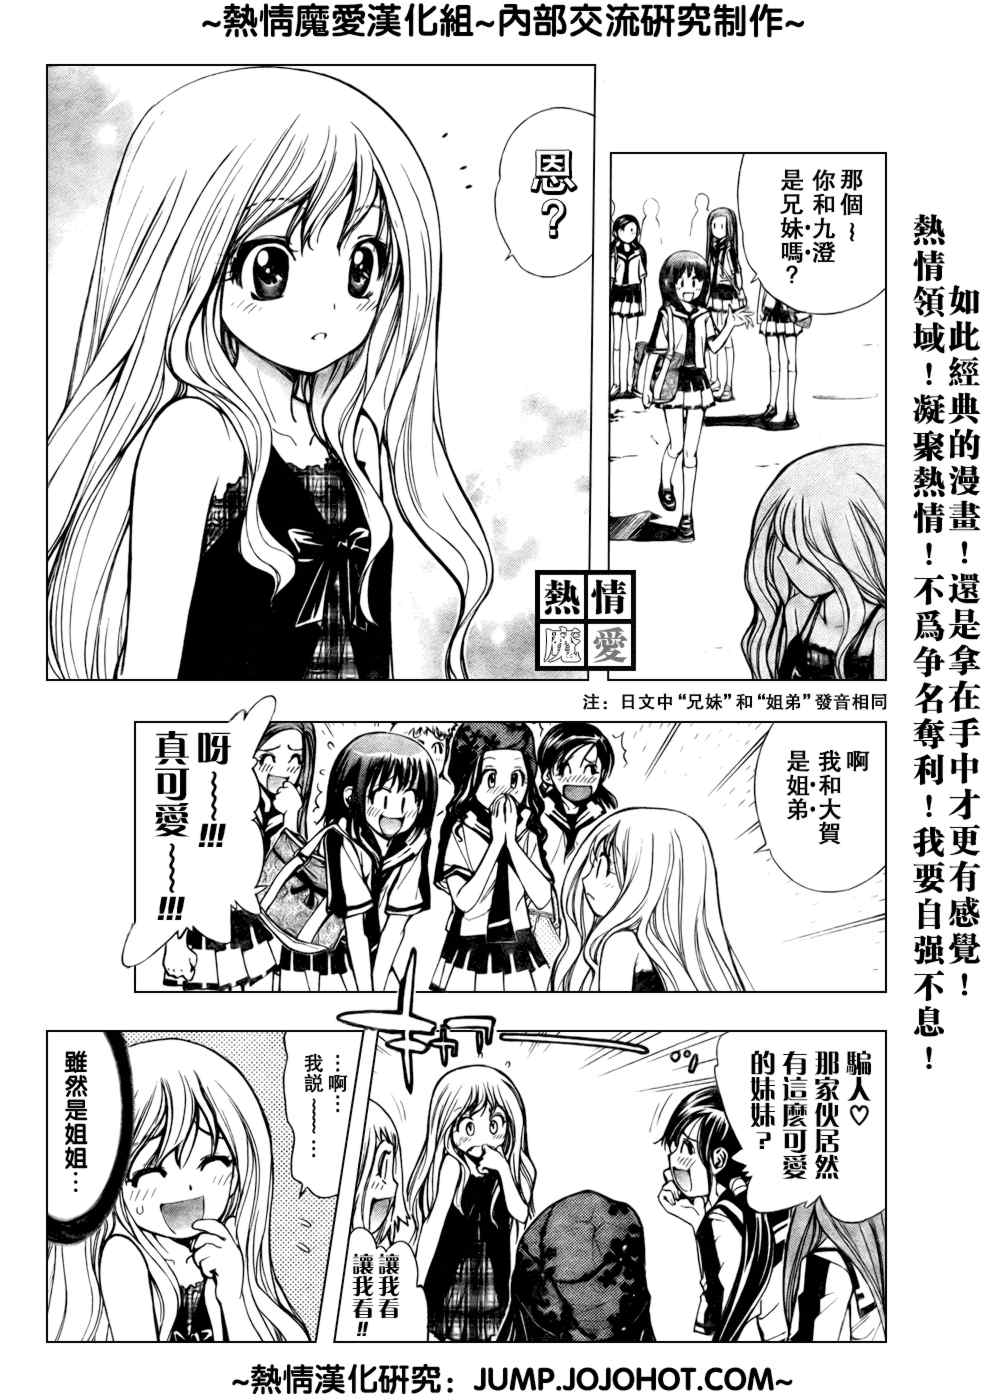 ~熱情魔愛漢化組~內部交流研究制作~
如此經典的漫畫！還是拿在手中才更有感覺！
熱情領域！凝聚熱情！不爲争名奪利！我要自强不息！
那個~
你和九澄
是兄妹嗎？
恩？
熱情
魔愛
注：日文中“兄妹”和“姐弟”發音相同
啊
我和大賀
是姐弟
呀~~~!!!
真可愛~~~!!!
騙人♡
那家伙居然
有這麼可愛
的妹妹？
讓我看
讓我看!!
…啊…
我説~~~…
雖然是姐姐…
~熱情漢化研究：JUMP.JOJOHOT.COM~